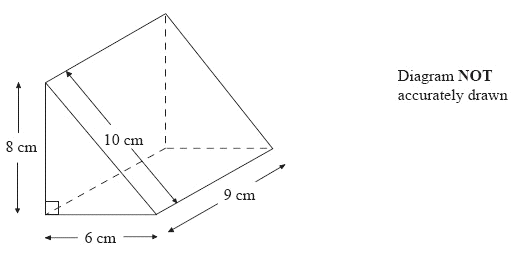 Diagram NOT
accurately drawn
8 cm
10 cm
9 cm
6 cm